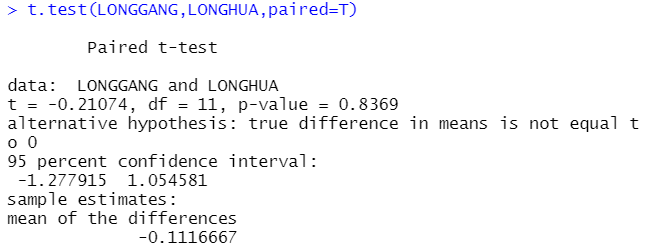 > t.test(LONGGANG,LONGHUA,paired=T)
Paired t-test
data:  LONGGANG and LONGHUA
t = -0.21074, df = 11, p-value = 0.8369
alternative hypothesis: true difference in means is not equal t
o 0
95 percent confidence interval:
 -1.277915  1.054581
sample estimates:
mean of the differences
-0.1116667